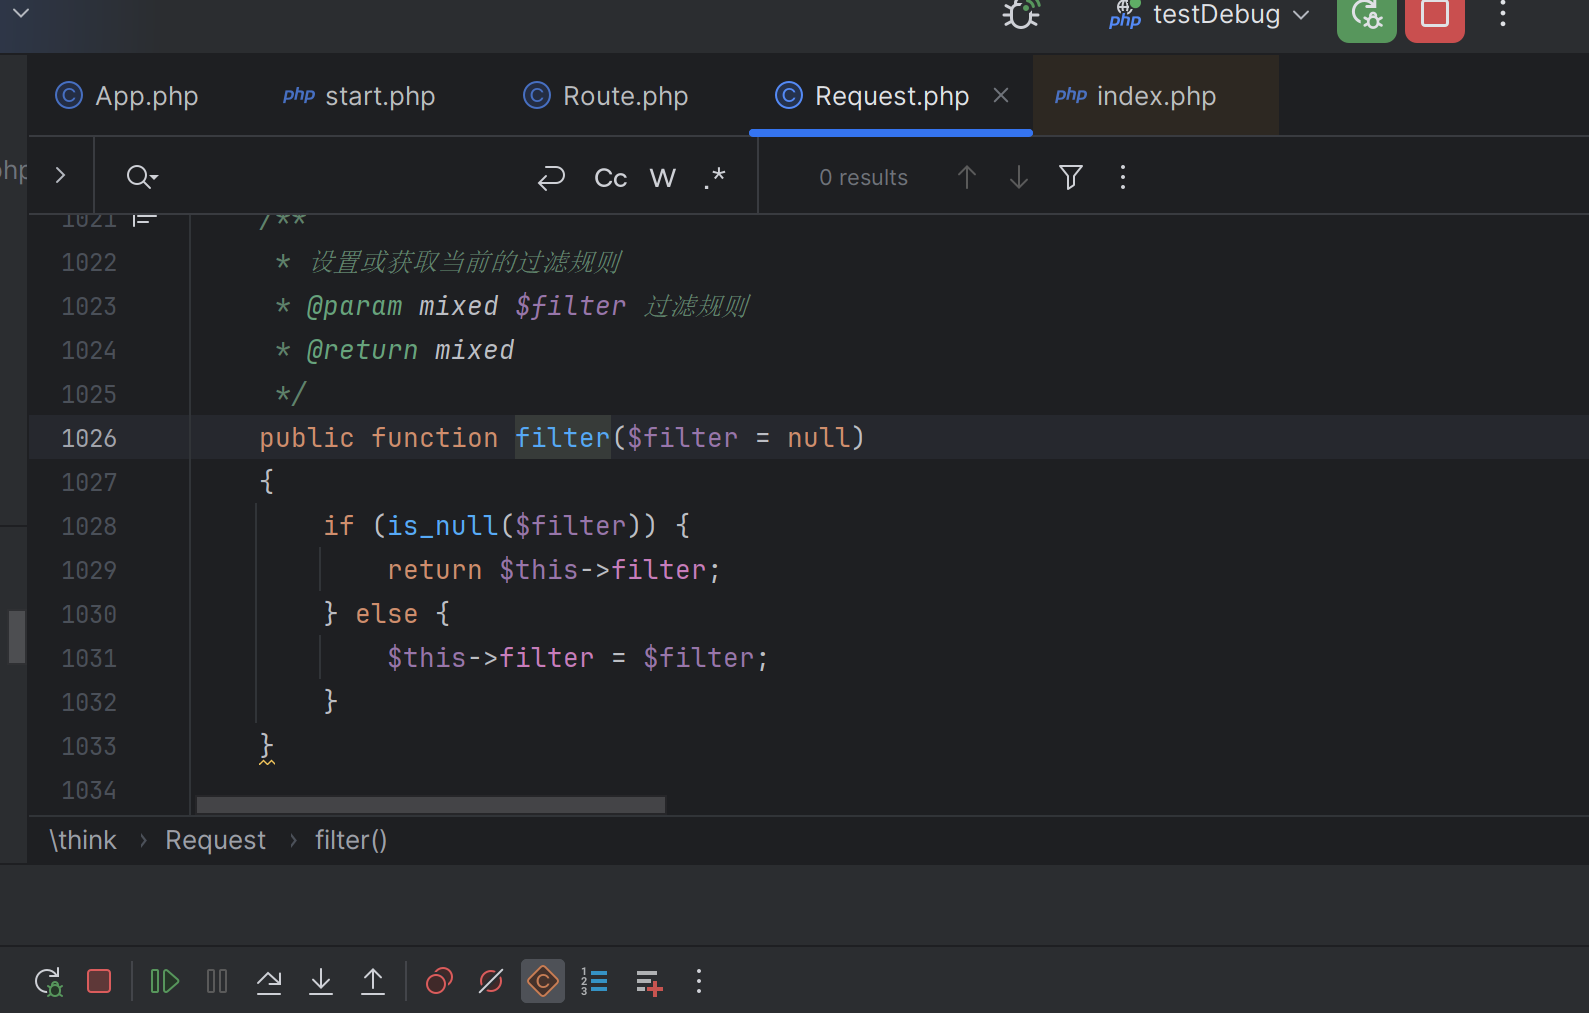 php testDebug
App.php php start.php Route.php Request.php php index.php
Cc W .* 0 results
1021 /**
1022 * 设置或获取当前的过滤规则
1023 * @param mixed $filter 过滤规则
1024 * @return mixed
1025 */
1026 public function filter($filter = null)
1027 {
1028 if (is_null($filter)) {
1029 return $this->filter;
1030 } else {
1031 $this->filter = $filter;
1032 }
1033 }
1034
\think › Request › filter()